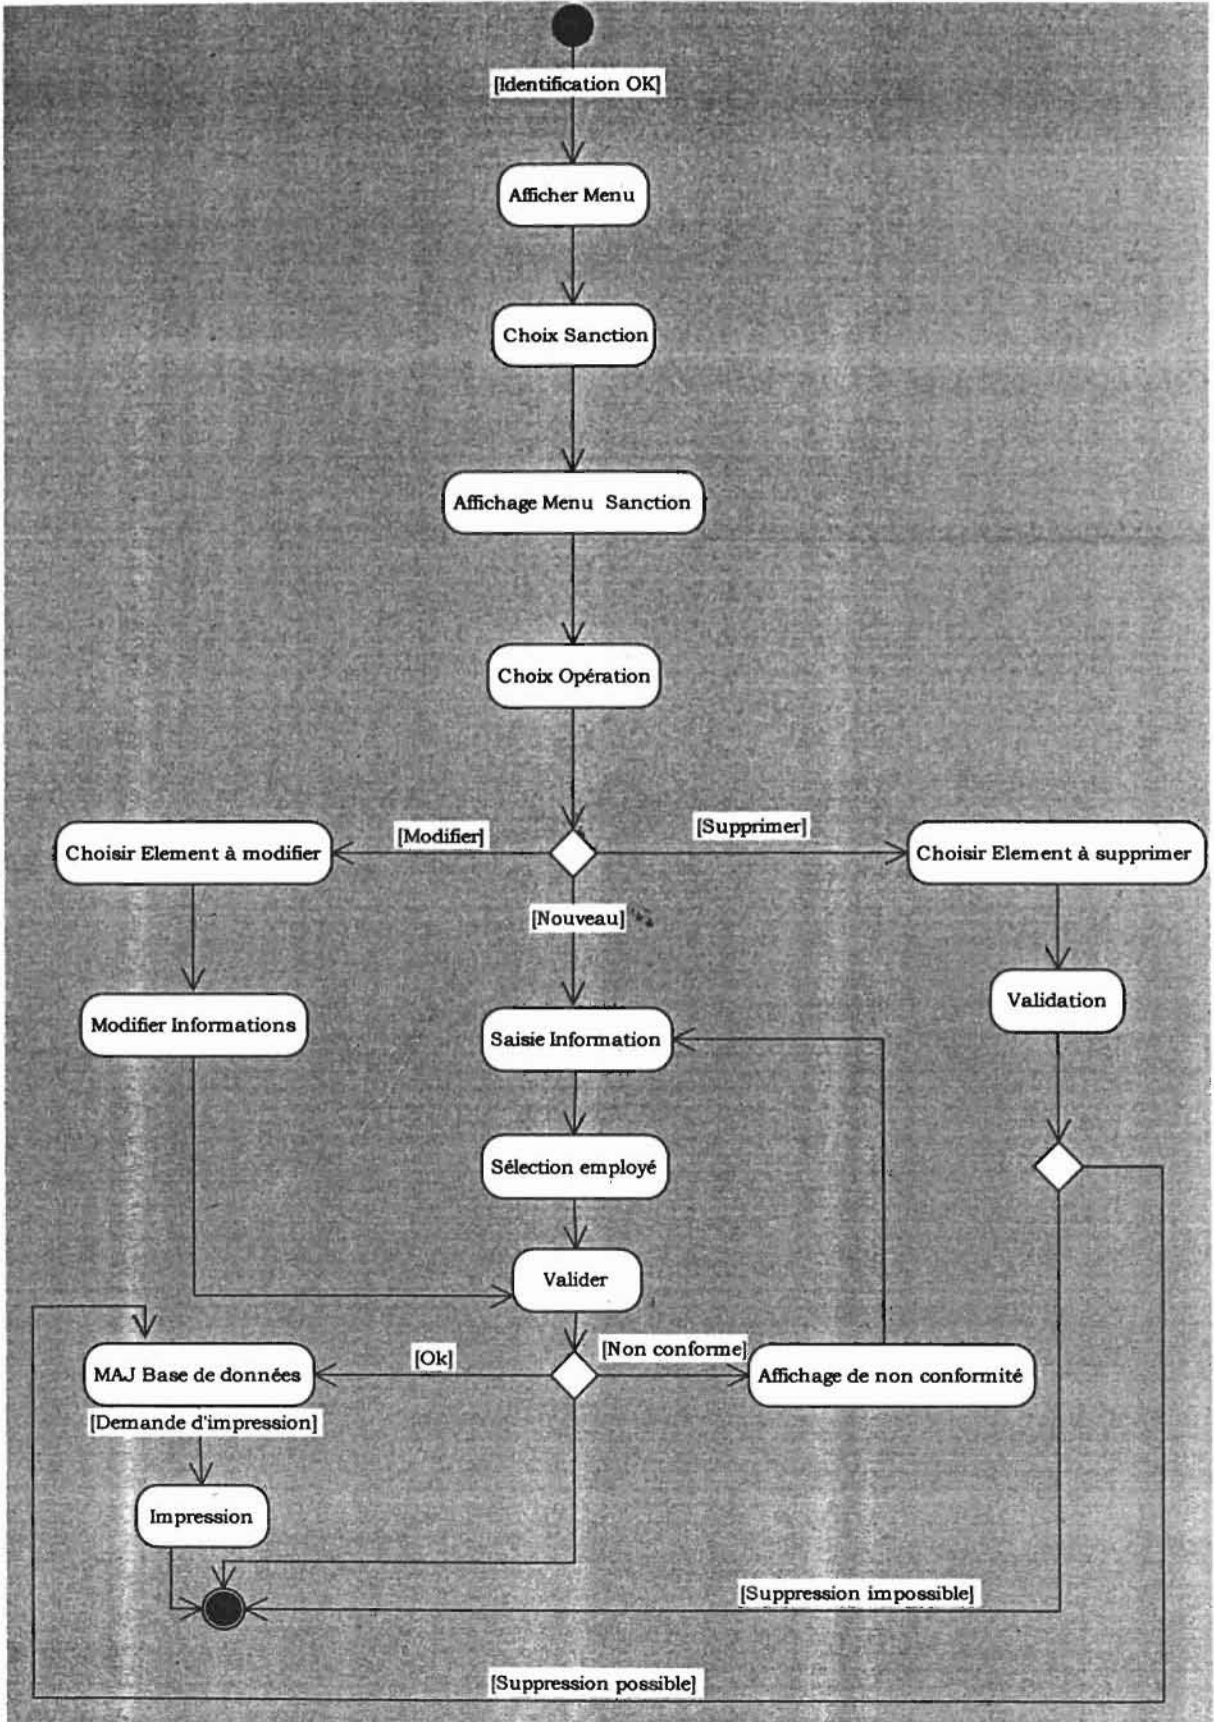 [Identification OK]
Afficher Menu
Choix Sanction
Affichage Menu Sanction
Choix Opération
[Modifier]
[Supprimer]
Choisir Element à modifier
Choisir Element à supprimer
[Nouveau]
Validation
Modifier Informations
Saisie Information
Sélection employé
Valider
[Ok]
[Non conforme]
MAJ Base de données
Affichage de non conformité
[Demande d'impression]
Impression
[Suppression impossible]
[Suppression possible]